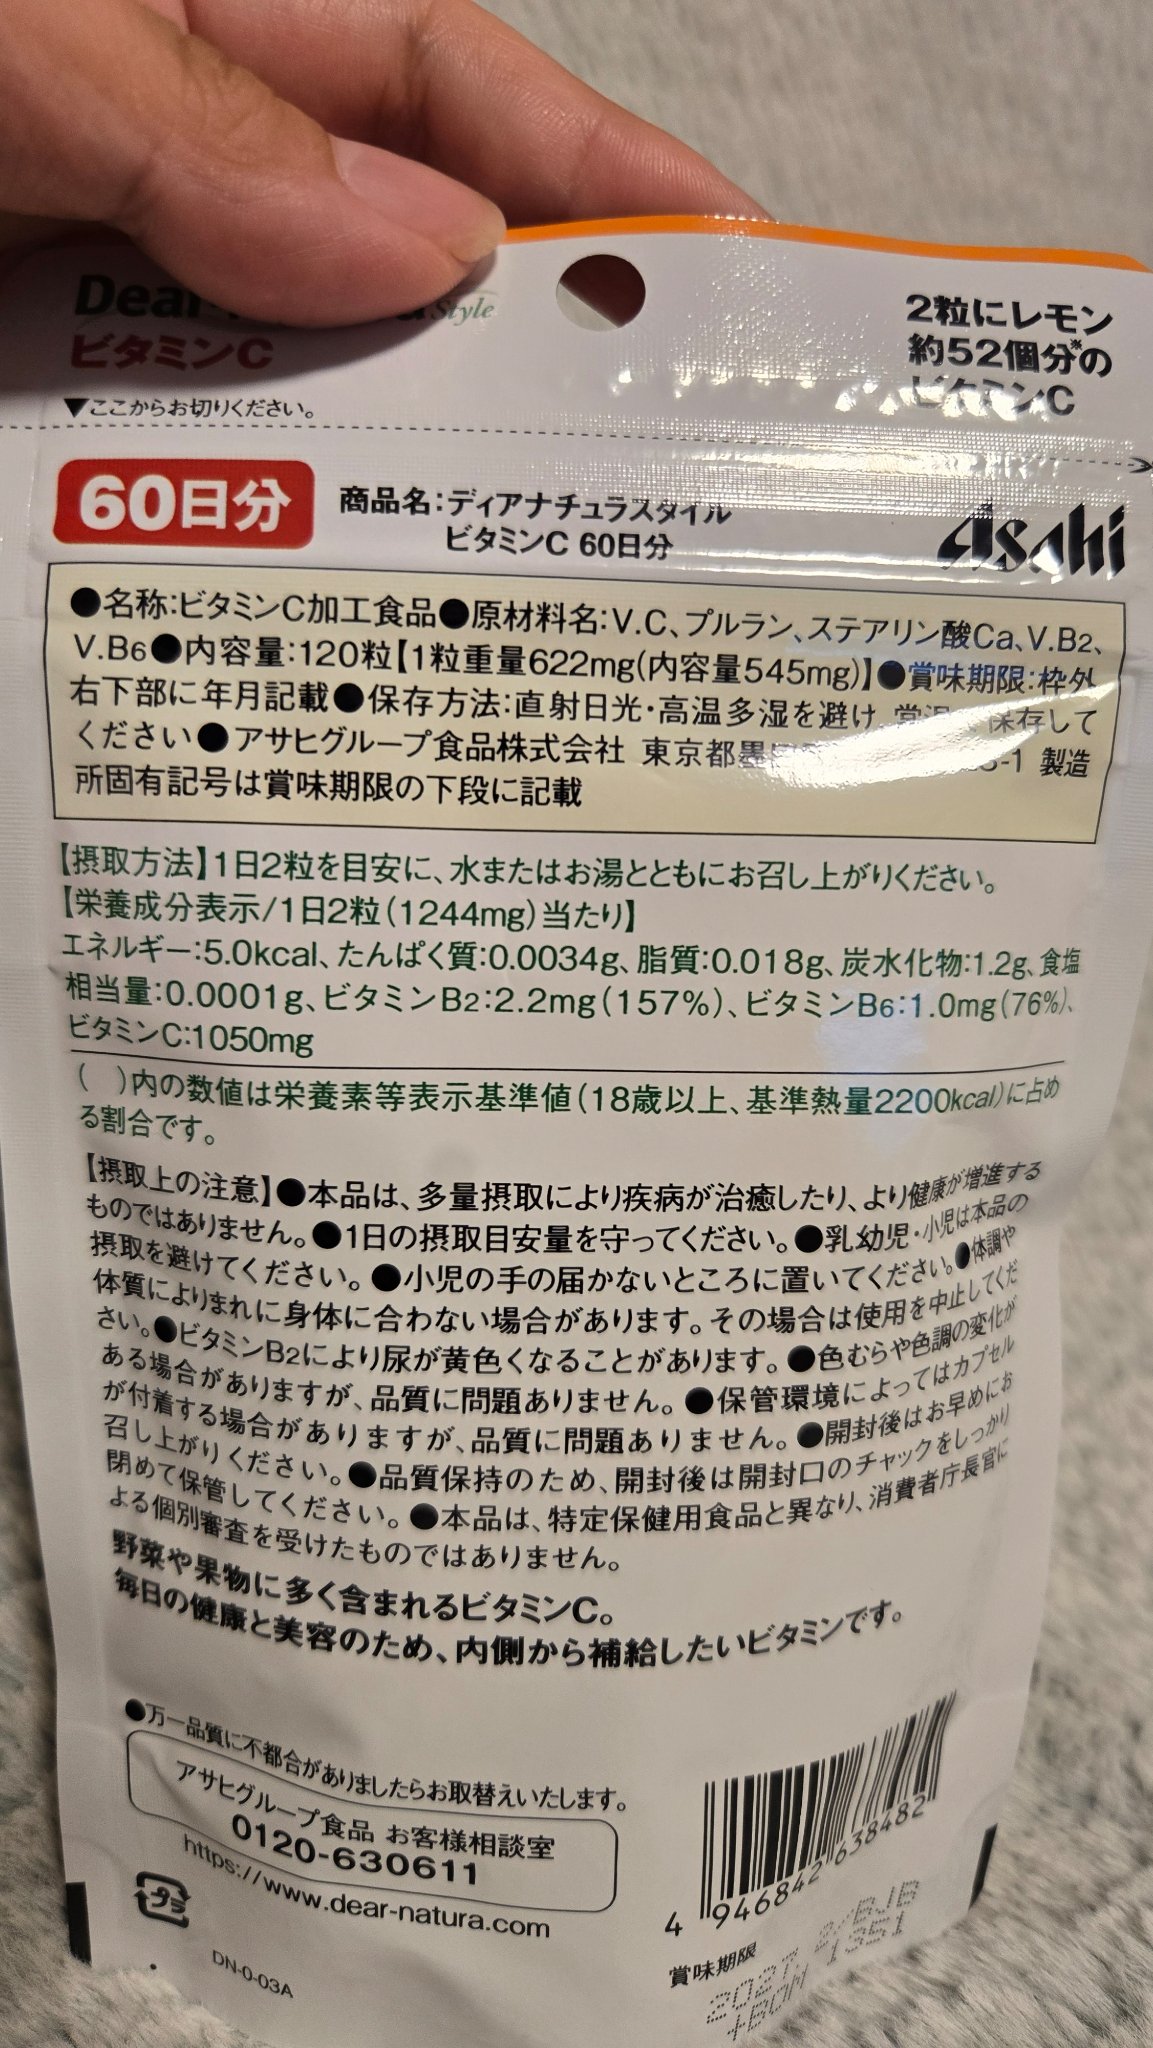 Style
ビタミンC
▼ここからお切りください。
2粒にレモン
約52個分※の
ビタミンC
60日分
商品名:ディアナチュラスタイル
ビタミンC 60日分
Asahi
●名称:ビタミンC加工食品●原材料名:V.C、プルラン、ステアリン酸Ca、V.B2、
V.B6●内容量:120粒【1粒重量622mg(内容量545mg)】●賞味期限:枠外
右下部に年月記載●保存方法:直射日光・高温多湿を避け、常温で保存して
ください●アサヒグループ食品株式会社 東京都墨 -1 製造
所固有記号は賞味期限の下段に記載
【摂取方法】1日2粒を目安に、水またはお湯とともにお召し上がりください。
【栄養成分表示/1日2粒(1244mg)当たり】
エネルギー:5.0kcal、たんぱく質:0.0034g、脂質:0.018g、炭水化物:1.2g、食塩
相当量:0.0001g、ビタミンB2:2.2mg(157%)、ビタミンB6:1.0mg(76%)、
ビタミンC:1050mg
( )内の数値は栄養素等表示基準値(18歳以上、基準熱量2200kcal)に占め
る割合です。
【摂取上の注意】●本品は、多量摂取により疾病が治癒したり、より健康が増進する
ものではありません。●1日の摂取目安量を守ってください。●乳幼児・小児は本品の
摂取を避けてください。●小児の手の届かないところに置いてください。●体調や
体質によりまれに身体に合わない場合があります。その場合は使用を中止してくだ
さい。●ビタミンB2により尿が黄色くなることがあります。●色むらや色調の変化が
ある場合がありますが、品質に問題ありません。●保管環境によってはカプセル
が付着する場合がありますが、品質に問題ありません。●開封後はお早めにお
召し上がりください。●品質保持のため、開封後は開封口のチャックをしっかり
閉めて保管してください。●本品は、特定保健用食品と異なり、消費者庁長官に
よる個別審査を受けたものではありません。
野菜や果物に多く含まれるビタミンC。
毎日の健康と美容のため、内側から補給したいビタミンです。
●万一品質に不都合がありましたらお取替えいたします。
アサヒグループ食品 お客様相談室
0120-630611
https://www.dear-natura.com
プラ
DN-0-03A
4 946842 638482
賞味期限
2027. /BJB
+BOM 1351